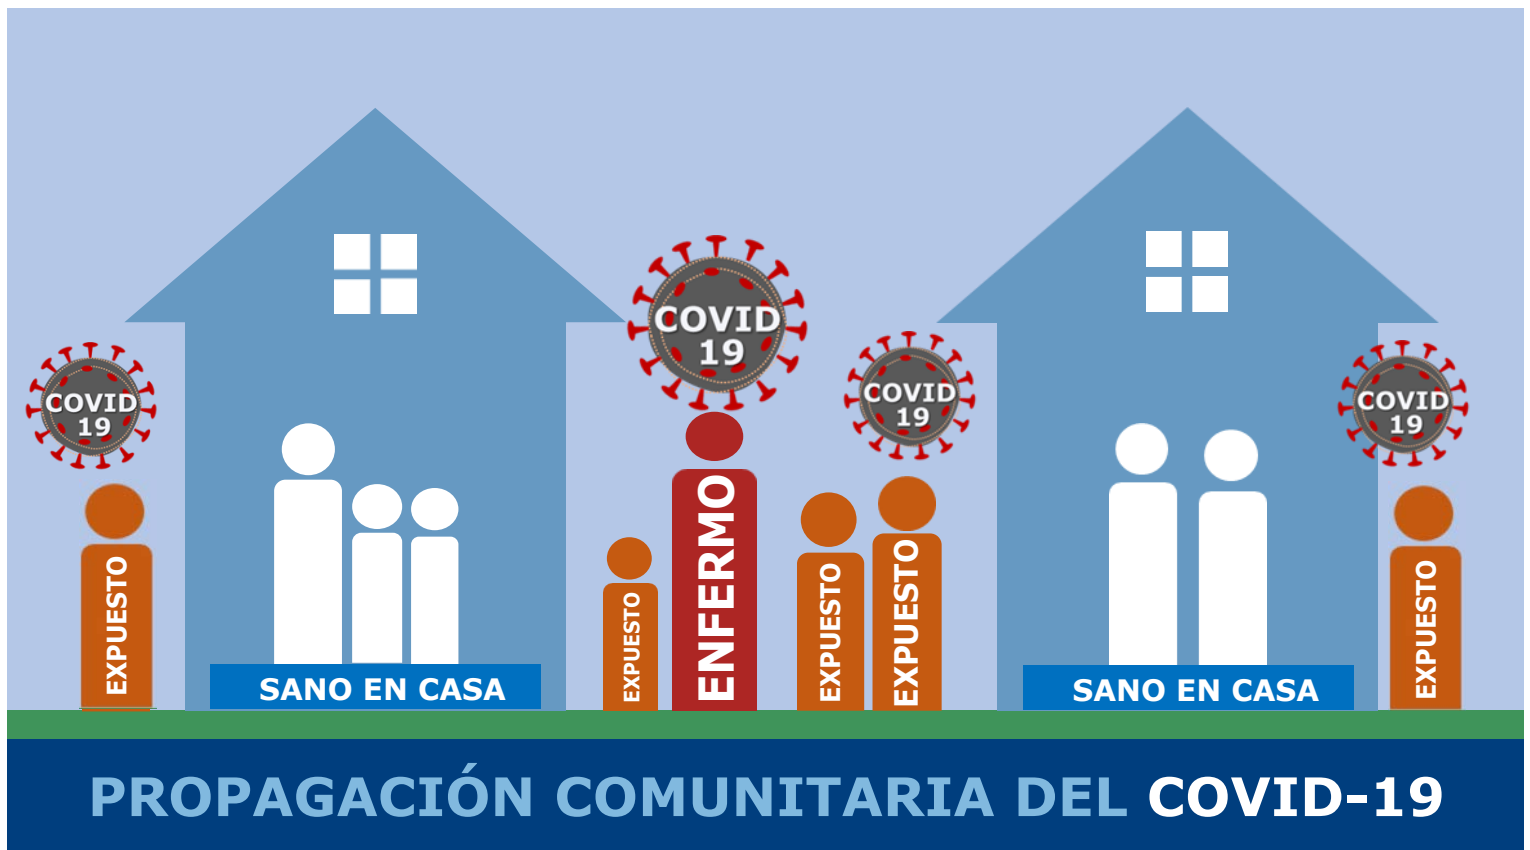 COVID
19
COVID
19
COVID
19
COVID
19
EXPUESTO
SANO EN CASA
EXPUESTO
ENFERMO
EXPUESTO
EXPUESTO
SANO EN CASA
EXPUESTO
PROPAGACIÓN COMUNITARIA DEL COVID-19